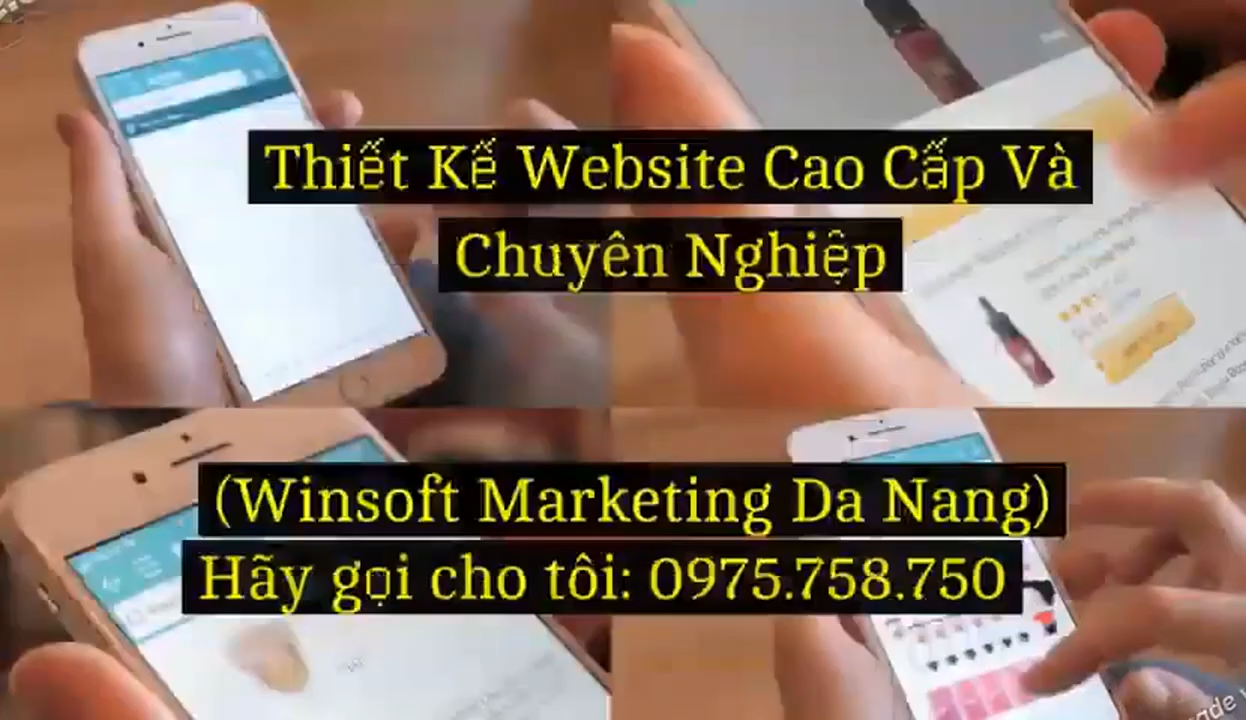 Thiết Kế Website Cao Cấp Và
Chuyên Nghiệp
(Winsoft Marketing Da Nang)
Hãy gọi cho tôi: 0975.758.750